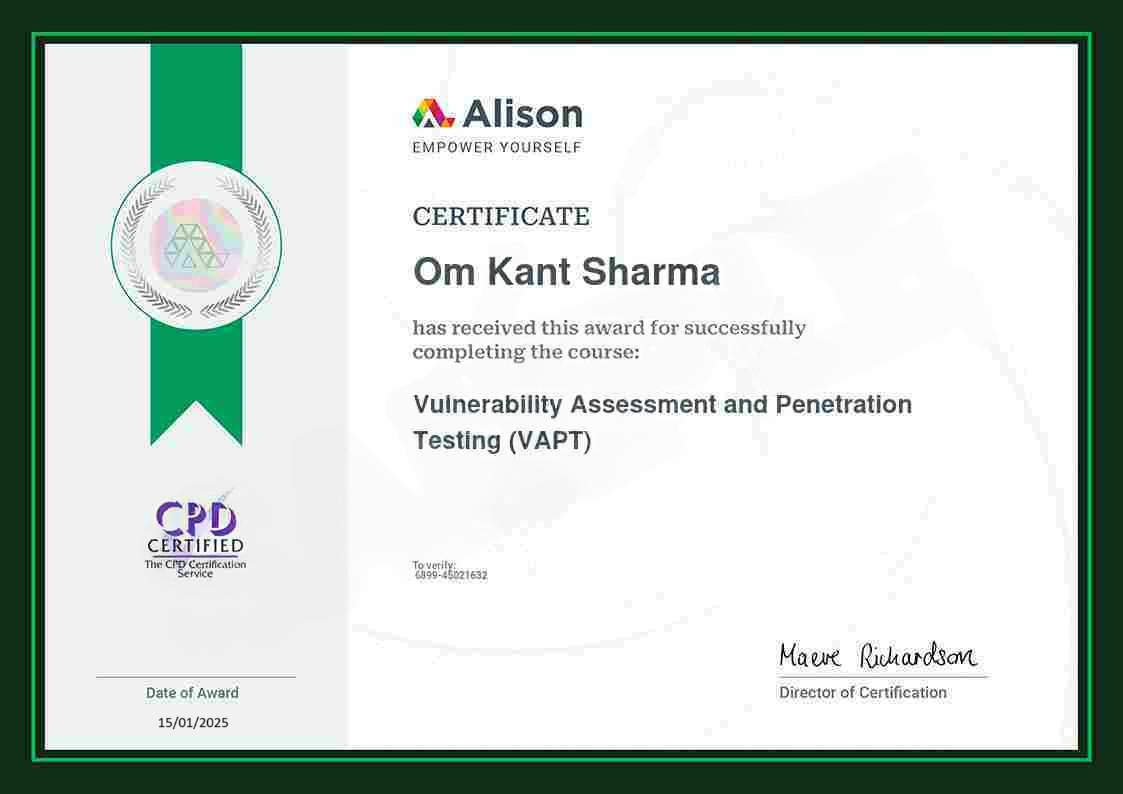 Alison
EMPOWER YOURSELF
CERTIFICATE
Om Kant Sharma
has received this award for successfully
completing the course:
Vulnerability Assessment and Penetration
Testing (VAPT)
CPD
CERTIFIED
The CPD Certification
Service
To verify:
6899-45021632
Maeve Richardson
Director of Certification
Date of Award
15/01/2025